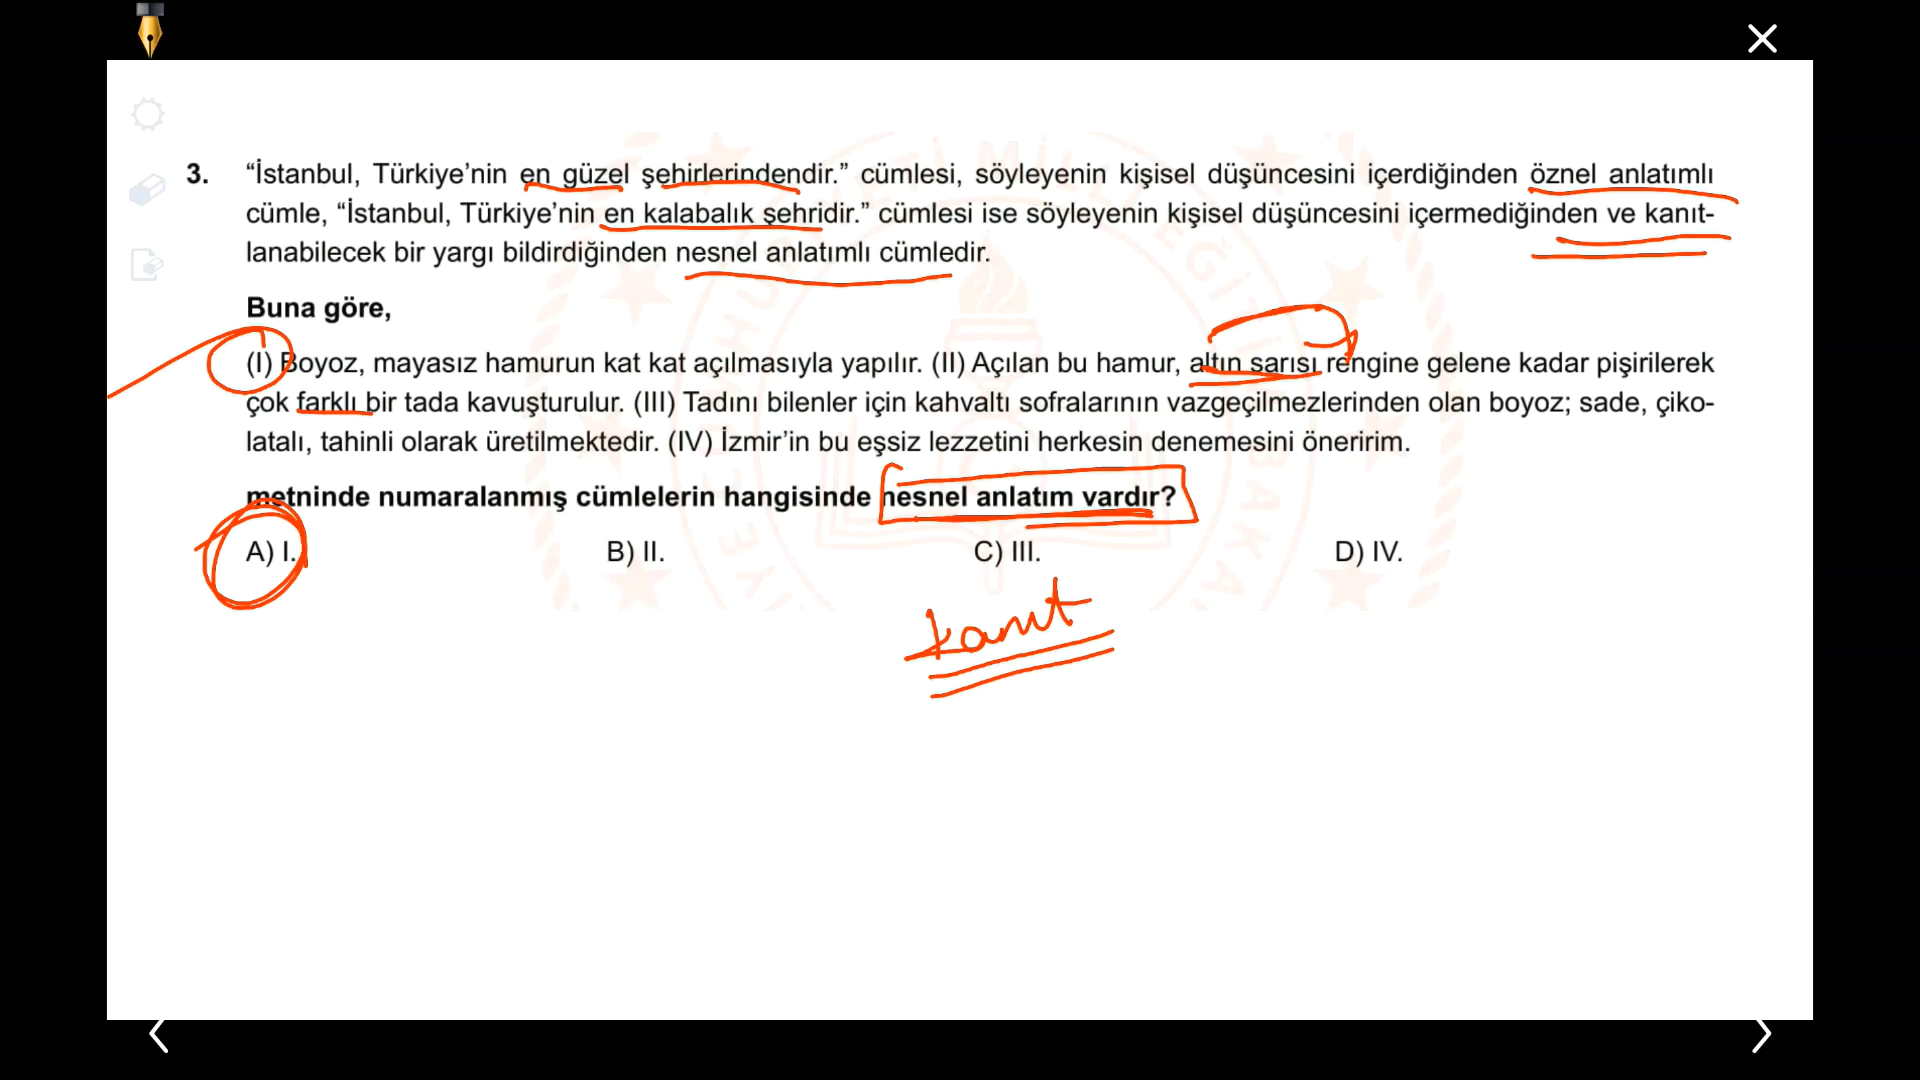 3. “İstanbul, Türkiye’nin en güzel şehirlerindendir.” cümlesi, söyleyenin kişisel düşüncesini içerdiğinden öznel anlatımlı
cümle, “İstanbul, Türkiye’nin en kalabalık şehridir.” cümlesi ise söyleyenin kişisel düşüncesini içermediğinden ve kanıt-
lanabilecek bir yargı bildirdiğinden nesnel anlatımlı cümledir.
Buna göre,
(I) Boyoz, mayasız hamurun kat kat açılmasıyla yapılır. (II) Açılan bu hamur, altın sarısı rengine gelene kadar pişirilerek
çok farklı bir tada kavuşturulur. (III) Tadını bilenler için kahvaltı sofralarının vazgeçilmezlerinden olan boyoz; sade, çiko-
latalı, tahinli olarak üretilmektedir. (IV) İzmir’in bu eşsiz lezzetini herkesin denemesini öneririm.
metninde numaralanmış cümlelerin hangisinde nesnel anlatım vardır?
A) I. B) II. C) III. D) IV.
kanıt